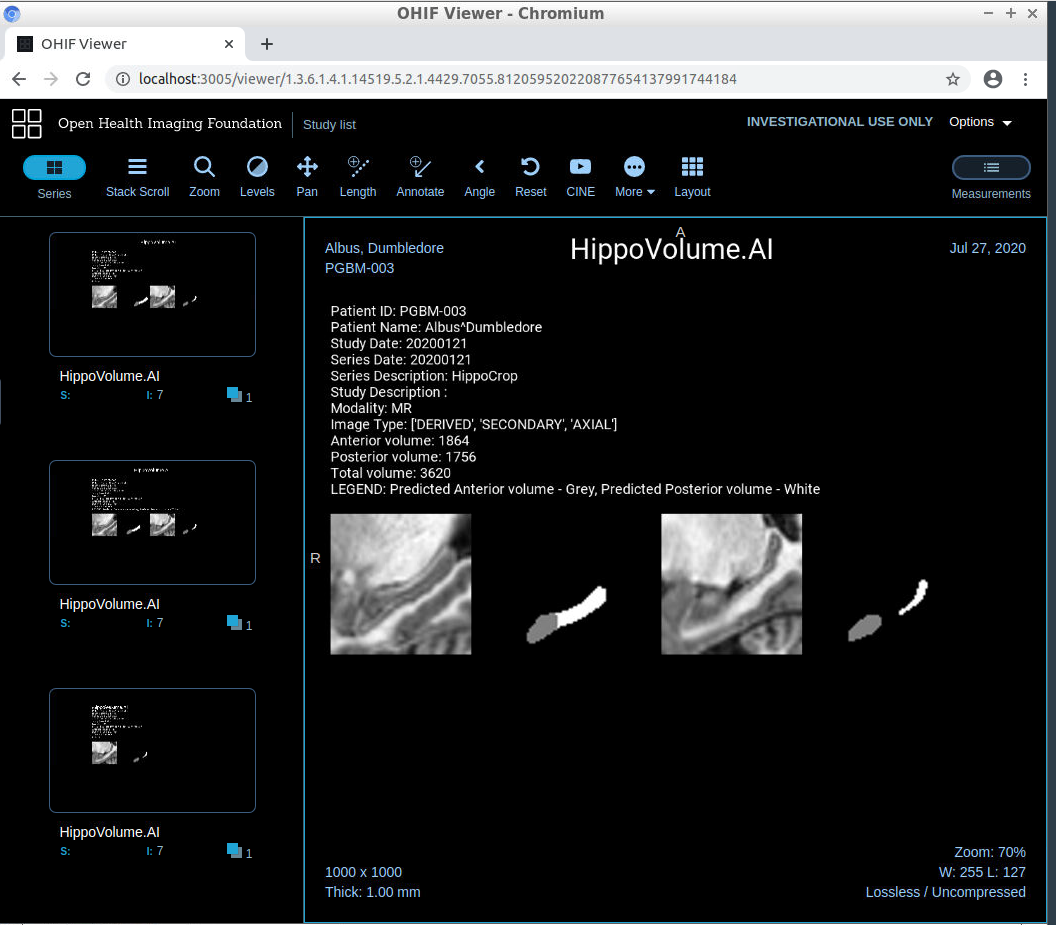 OHIF Viewer - Chromium
OHIF Viewer
localhost:3005/viewer/1.3.6.1.4.1.14519.5.2.1.4429.7055.812059520220877654137991744184
Open Health Imaging Foundation
Study list
INVESTIGATIONAL USE ONLY
Options
Series
Stack Scroll
Zoom
Levels
Pan
Length
Annotate
Angle
Reset
CINE
More
Layout
Measurements
HippoVolume.AI
S: I: 7 1
HippoVolume.AI
S: I: 7 1
HippoVolume.AI
S: I: 7 1
Albus, Dumbledore
PGBM-003
A
HippoVolume.AI
Jul 27, 2020
Patient ID: PGBM-003
Patient Name: Albus^Dumbledore
Study Date: 20200121
Series Date: 20200121
Series Description: HippoCrop
Study Description :
Modality: MR
Image Type: ['DERIVED', 'SECONDARY', 'AXIAL']
Anterior volume: 1864
Posterior volume: 1756
Total volume: 3620
LEGEND: Predicted Anterior volume - Grey, Predicted Posterior volume - White
R
1000 x 1000
Thick: 1.00 mm
Zoom: 70%
W: 255 L: 127
Lossless / Uncompressed